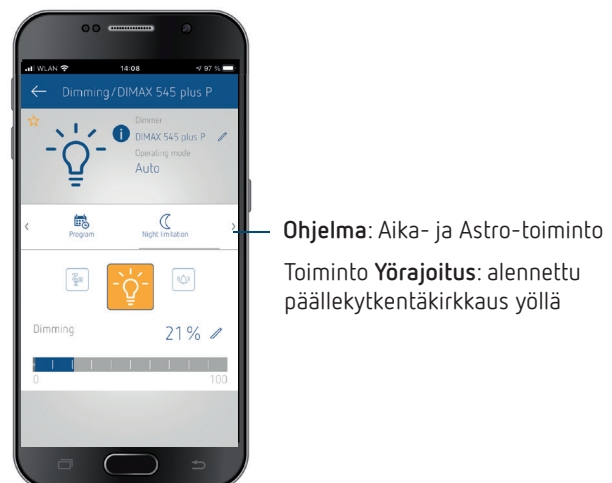 WLAN 14:08 97 %
Dimming/DIMAX 545 plus P
Dimmer
DIMAX 545 plus P
Operating mode
Auto
Program
Night limitation
Dimming 21 %
0 100
Ohjelma: Aika- ja Astro-toiminto
Toiminto Yörajoitus: alennettu
päällekytkentäkirkkaus yöllä